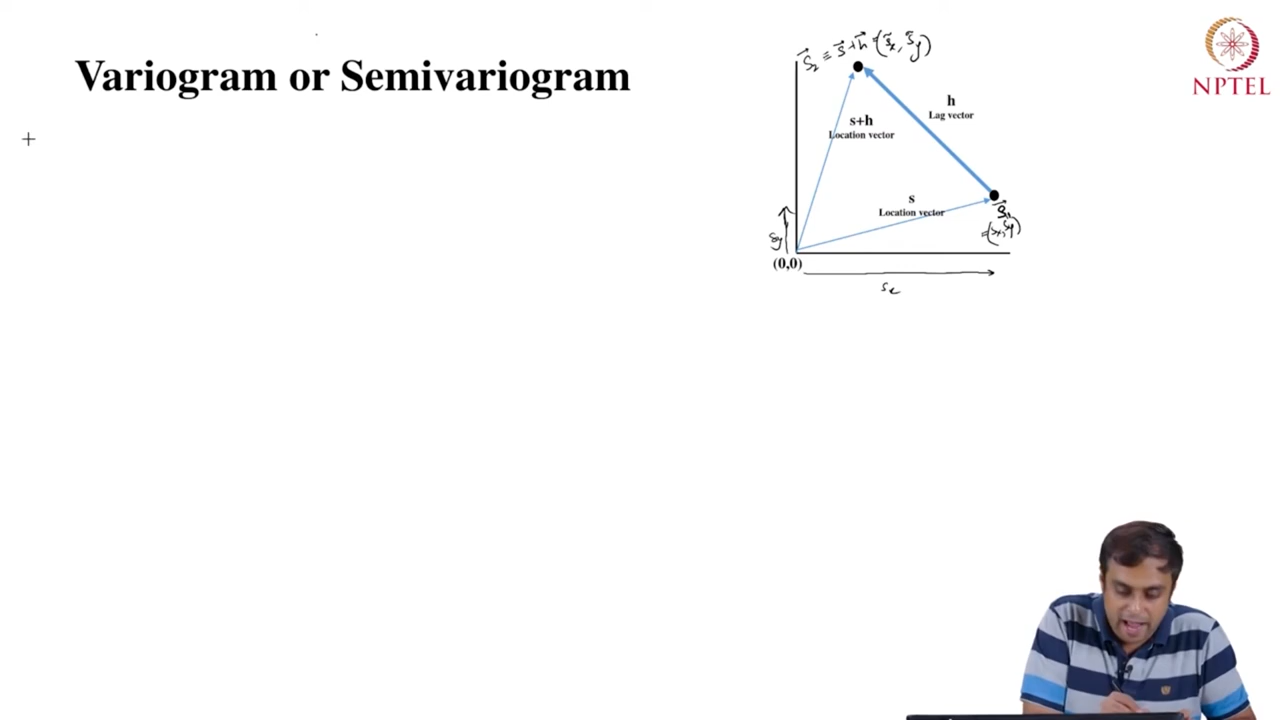 Variogram or Semivariogram
NPTEL
s+h
Location vector
h
Lag vector
s
Location vector
(0,0)